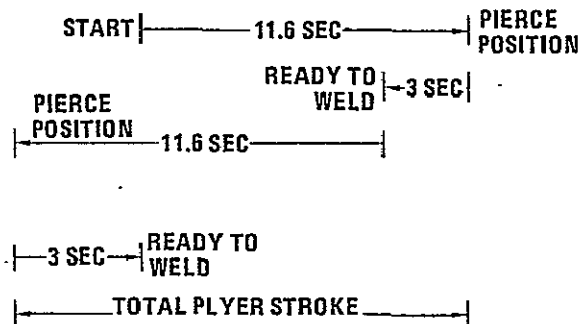 START
11.6 SEC
PIERCE
POSITION
READY TO
WELD
3 SEC
PIERCE
POSITION
11.6 SEC
3 SEC
READY TO
WELD
TOTAL PLYER STROKE